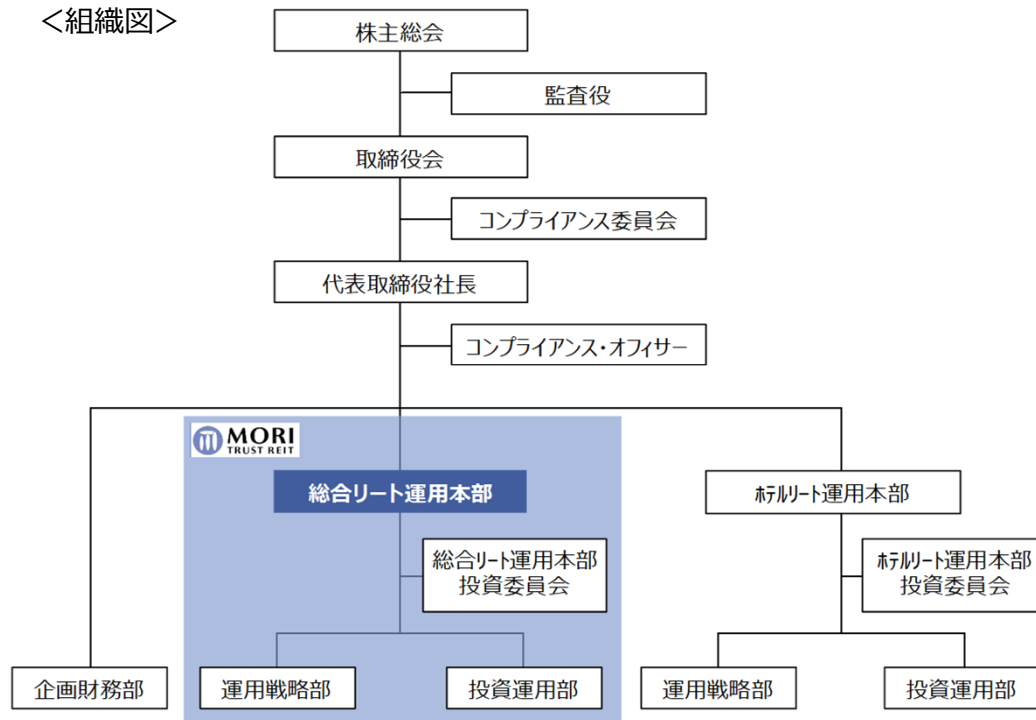 ＜組織図＞
株主総会
監査役
取締役会
コンプライアンス委員会
代表取締役社長
コンプライアンス・オフィサー
MORI
TRUST REIT
総合リート運用本部
ホテルリート運用本部
総合リート運用本部
投資委員会
ホテルリート運用本部
投資委員会
企画財務部
運用戦略部
投資運用部
運用戦略部
投資運用部